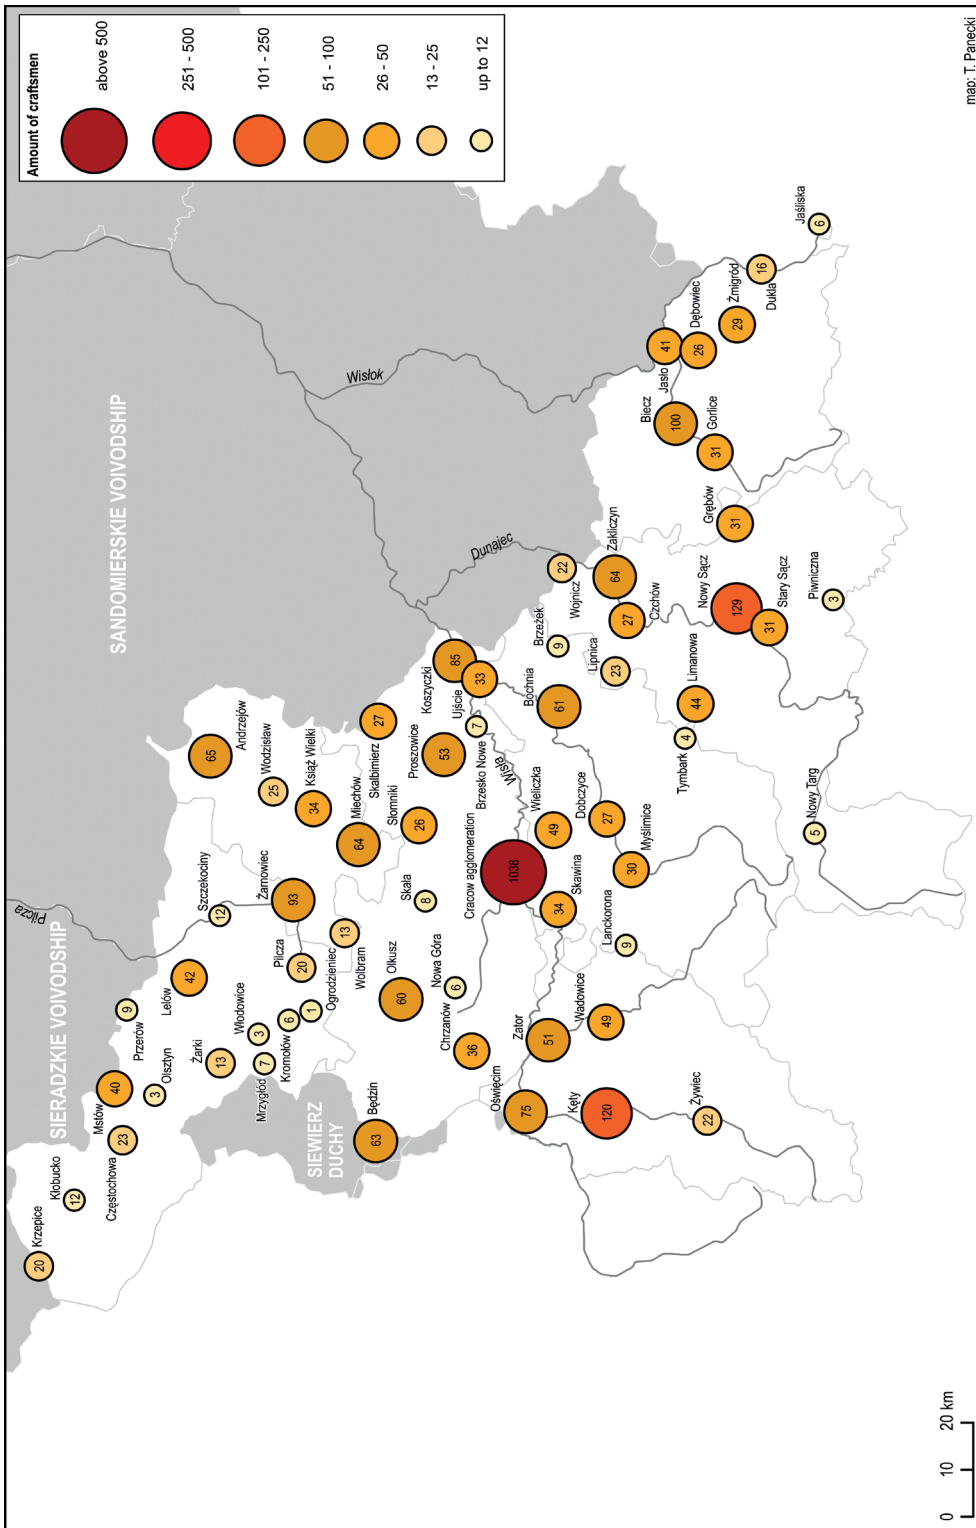 Amount of craftsmen
above 500
251 - 500
101 - 250
51 - 100
26 - 50
13 - 25
up to 12
SIERADZKIE VOIVODSHIP
SANDOMIERSKIE VOIVODSHIP
SIEWIERZ
DUCHY
Pilcza
Wisłok
Dunajec
Wisła
Krzepice
20
Kłobucko
12
Częstochowa
23
Mstów
40
Olsztyn
3
Przerów
9
Lelów
42
Żarki
13
Włodowice
3
Mrzygłód
7
Kromołów
6
Ogrodzieniec
1
Pilcza
20
Szczekociny
12
Żarnowiec
93
Wolbram
13
Andrzejów
65
Wodzisław
25
Książ Wielki
34
Miechów
64
Skalbimierz
27
Słomniki
26
Proszowice
53
Koszyczki
85
Ujście
33
Brzesko Nowe
7
Skała
8
Olkusz
60
Nowa Góra
6
Chrzanów
36
Będzin
63
Cracow agglomeration
1038
Wieliczka
49
Skawina
34
Bochnia
61
Brzeżek
9
Wojnicz
22
Zakliczyn
64
Czchów
27
Lipnica
23
Dobczyce
27
Myślimice
30
Lanckorona
9
Zator
51
Wadowice
49
Oświęcim
75
Kęty
120
Żywiec
22
Tymbark
4
Limanowa
44
Nowy Sącz
129
Stary Sącz
31
Piwniczna
3
Nowy Targ
5
Grębów
31
Biecz
100
Gorlice
31
Jasło
41
Dębowiec
26
Żmigród
29
Dukla
16
Jaśliska
6
0 10 20 km
map: T. Panecki